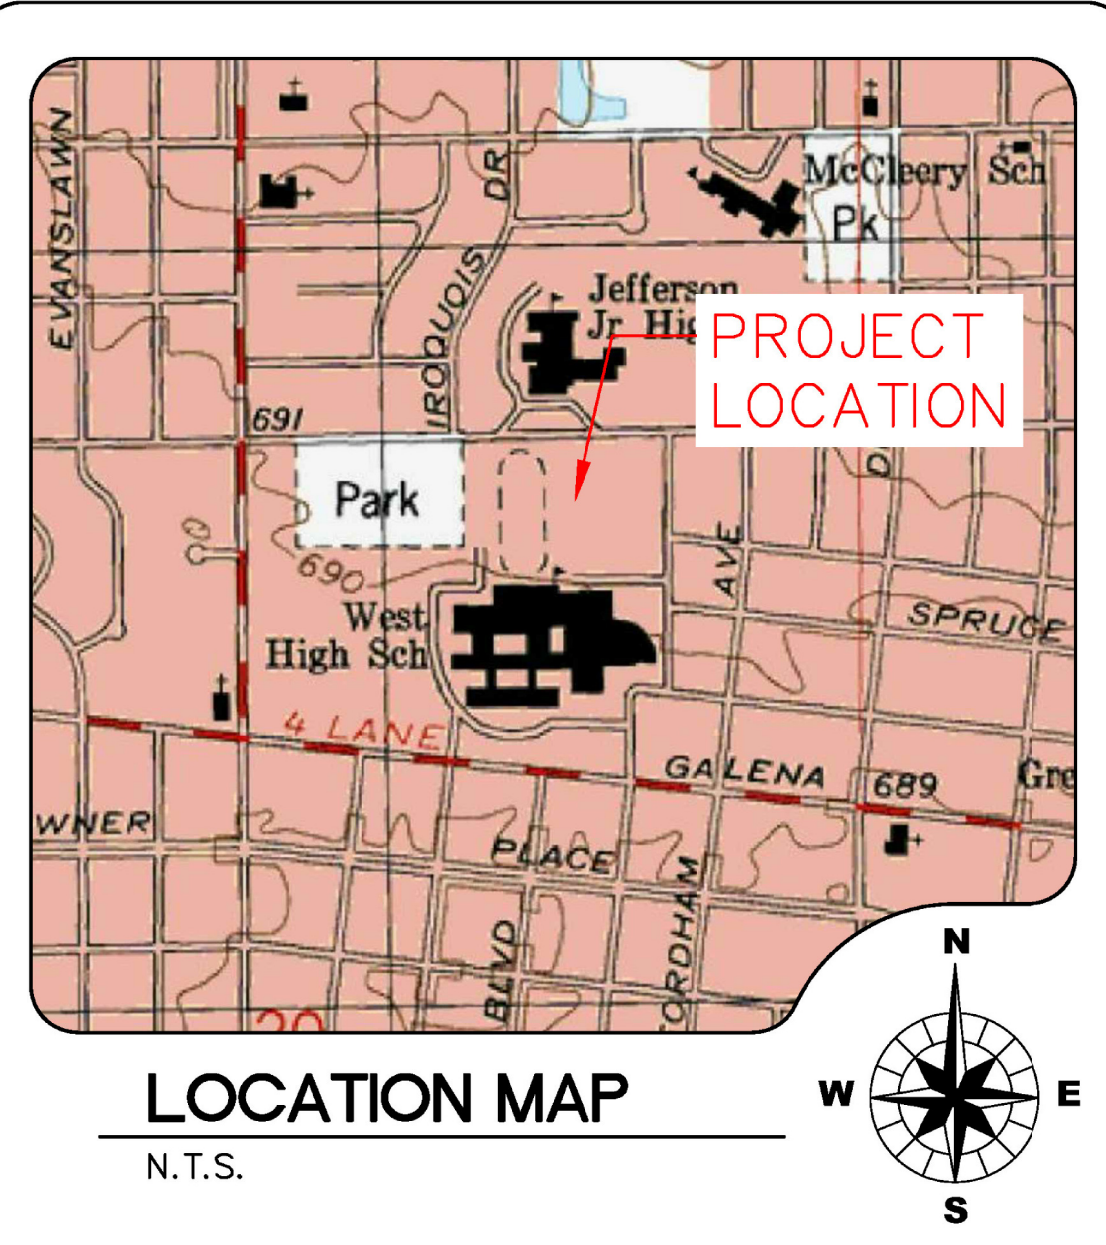 EVANSLAWN
IROQUOIS DR
McCleery Sch
Pk
Jefferson
Jr Hig
PROJECT
LOCATION
691
Park
690
AVE
D
SPRUCE
West
High Sch
4 LANE
GALENA
689
Gre
WNER
PLACE
BLVD
FORDHAM
20
N
W
E
S
LOCATION MAP
N.T.S.